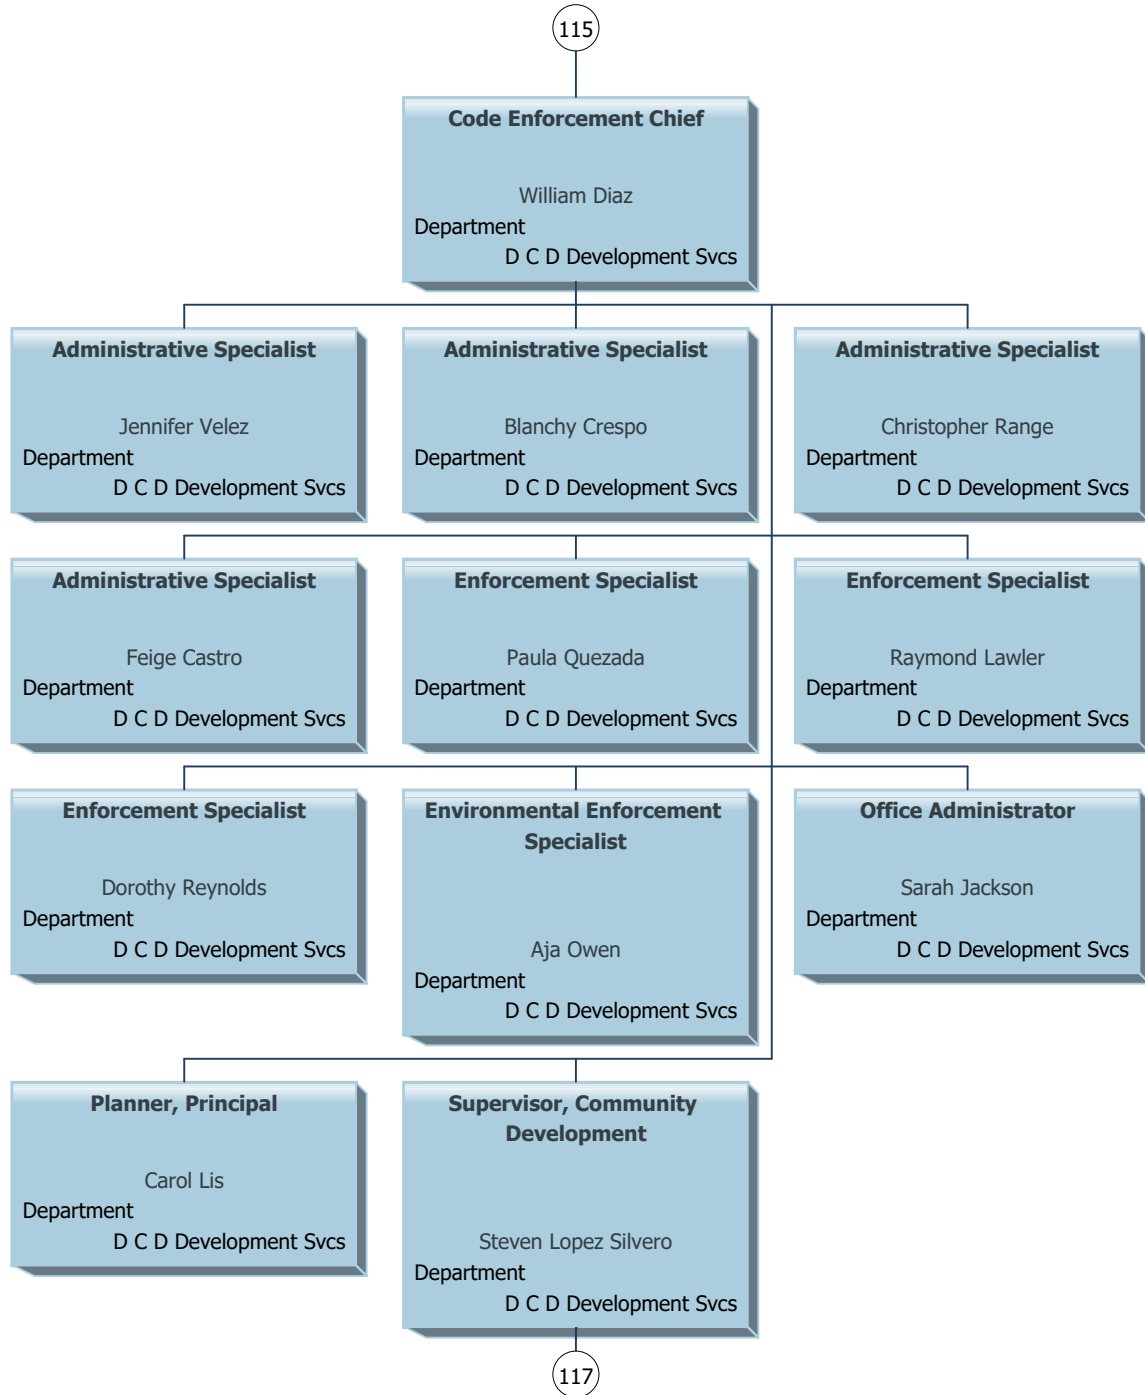 115
Code Enforcement Chief
William Diaz
Department
D C D Development Svcs
Administrative Specialist
Jennifer Velez
Department
D C D Development Svcs
Administrative Specialist
Blanchy Crespo
Department
D C D Development Svcs
Administrative Specialist
Christopher Range
Department
D C D Development Svcs
Administrative Specialist
Feige Castro
Department
D C D Development Svcs
Enforcement Specialist
Paula Quezada
Department
D C D Development Svcs
Enforcement Specialist
Raymond Lawler
Department
D C D Development Svcs
Enforcement Specialist
Dorothy Reynolds
Department
D C D Development Svcs
Environmental Enforcement
Specialist
Aja Owen
Department
D C D Development Svcs
Office Administrator
Sarah Jackson
Department
D C D Development Svcs
Planner, Principal
Carol Lis
Department
D C D Development Svcs
Supervisor, Community
Development
Steven Lopez Silvero
Department
D C D Development Svcs
117